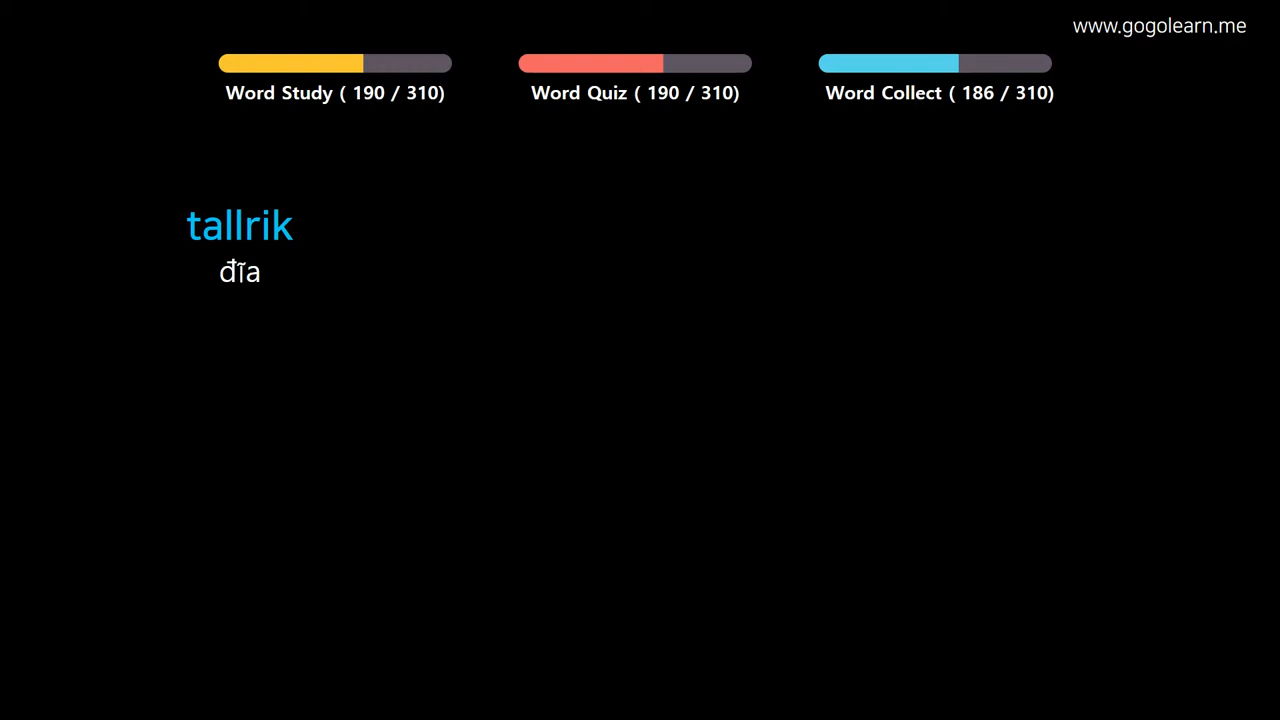 www.gogolearn.me
Word Study ( 190 / 310)
Word Quiz ( 190 / 310)
Word Collect ( 186 / 310)
tallrik
đĩa